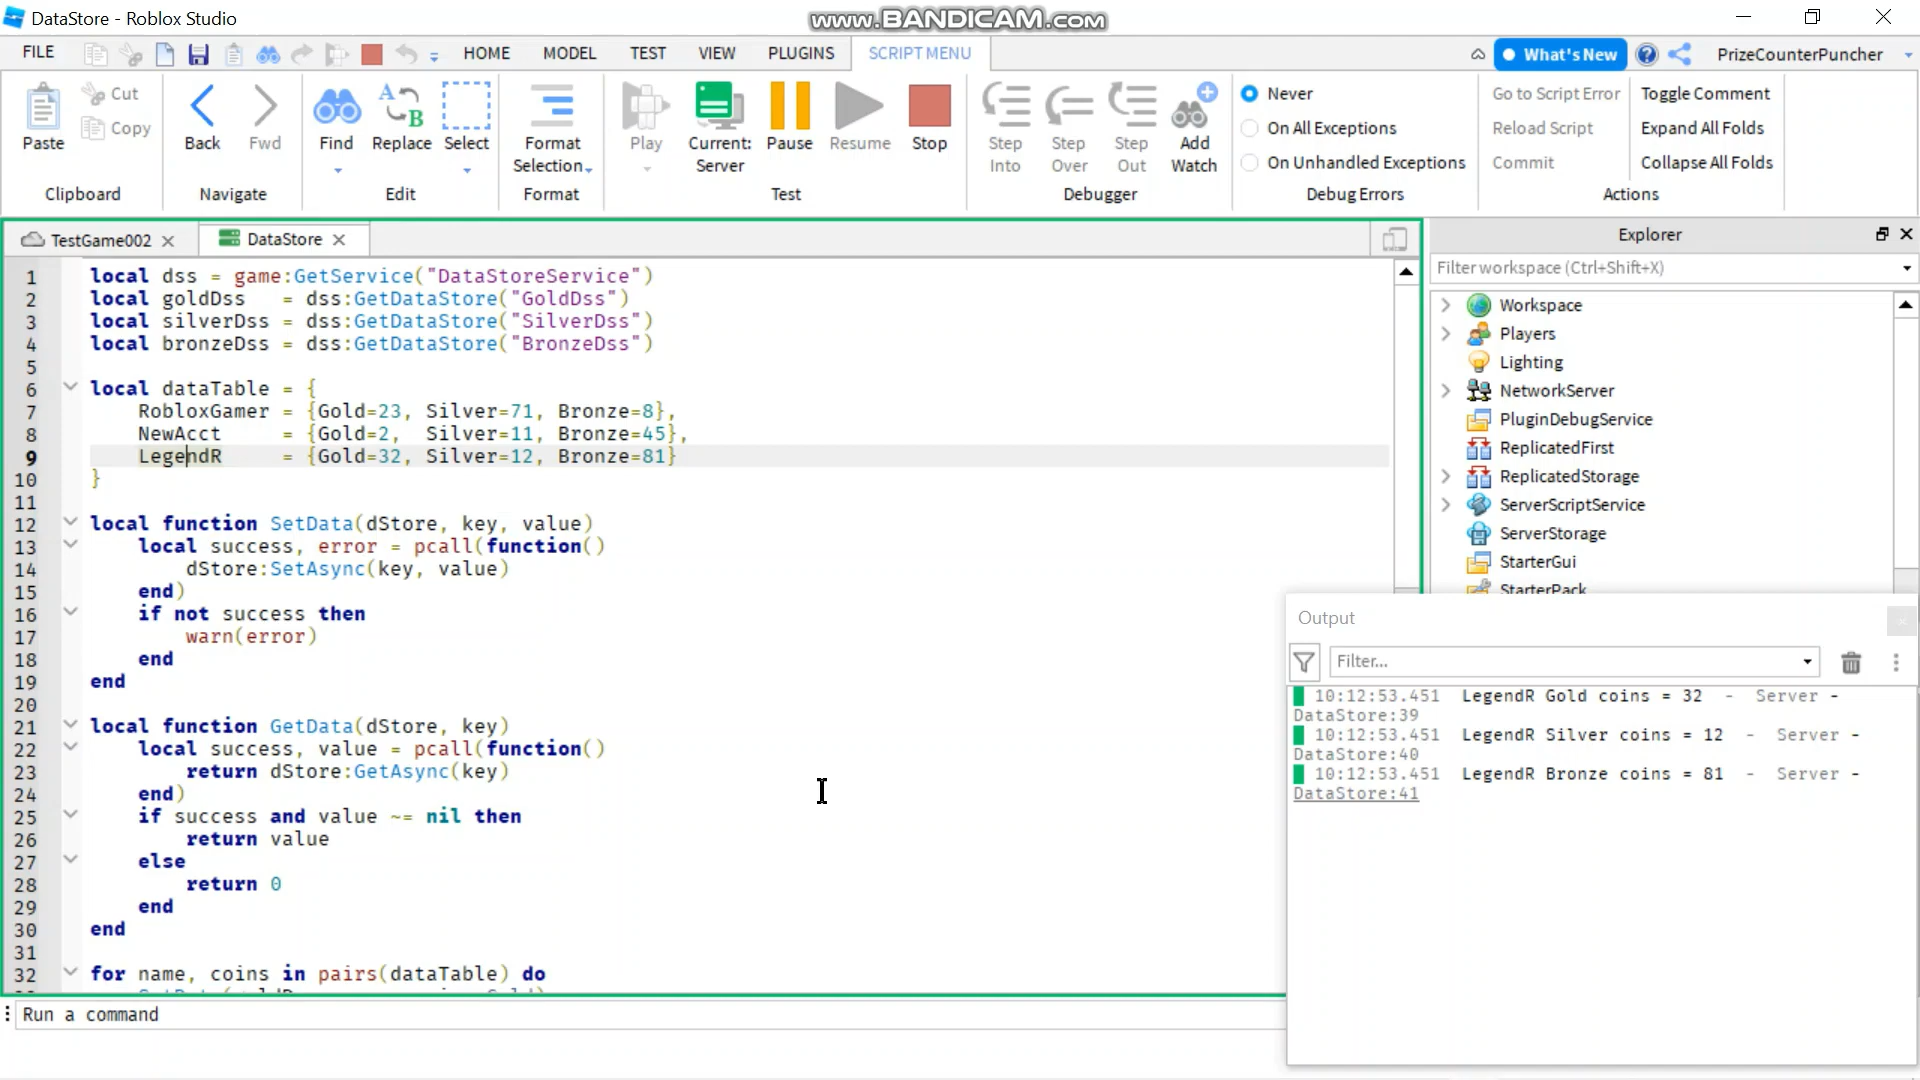 DataStore - Roblox Studio
www.BANDICAM.com
FILE HOME MODEL TEST VIEW PLUGINS SCRIPT MENU What's New PrizeCounterPuncher
Paste Cut Copy
Back Fwd
Find Replace Select
Format Selection
Play Current: Server Pause Resume Stop
Step Into Step Over Step Out Add Watch
Never
On All Exceptions
On Unhandled Exceptions
Go to Script Error
Reload Script
Commit
Toggle Comment
Expand All Folds
Collapse All Folds
Clipboard Navigate Edit Format Test Debugger Debug Errors Actions
TestGame002 DataStore
1 local dss = game:GetService("DataStoreService")
2 local goldDss   = dss:GetDataStore("GoldDss")
3 local silverDss = dss:GetDataStore("SilverDss")
4 local bronzeDss = dss:GetDataStore("BronzeDss")
5
6 local dataTable = {
7     RobloxGamer = {Gold=23, Silver=71, Bronze=8},
8     NewAcct     = {Gold=2,  Silver=11, Bronze=45},
9     LegendR     = {Gold=32, Silver=12, Bronze=81}
10 }
11
12 local function SetData(dStore, key, value)
13     local success, error = pcall(function()
14         dStore:SetAsync(key, value)
15     end)
16     if not success then
17         warn(error)
18     end
19 end
20
21 local function GetData(dStore, key)
22     local success, value = pcall(function()
23         return dStore:GetAsync(key)
24     end)
25     if success and value ~= nil then
26         return value
27     else
28         return 0
29     end
30 end
31
32 for name, coins in pairs(dataTable) do
Run a command
Explorer
Filter workspace (Ctrl+Shift+X)
Workspace
Players
Lighting
NetworkServer
PluginDebugService
ReplicatedFirst
ReplicatedStorage
ServerScriptService
ServerStorage
StarterGui
StarterPack
Output
Filter...
10:12:53.451 LegendR Gold coins = 32 - Server -
DataStore:39
10:12:53.451 LegendR Silver coins = 12 - Server -
DataStore:40
10:12:53.451 LegendR Bronze coins = 81 - Server -
DataStore:41